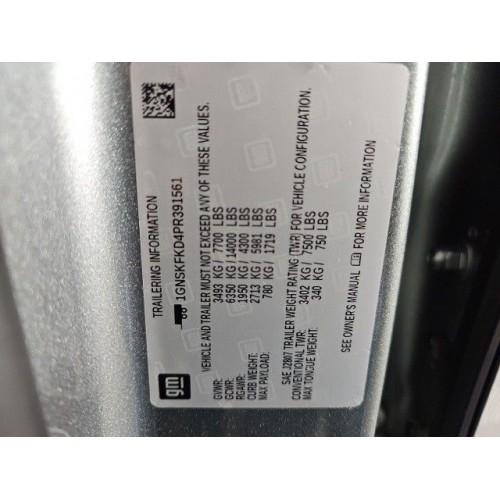 TRAILERING INFORMATION
1GNSKFKD4PR391561
VEHICLE AND TRAILER MUST NOT EXCEED ANY OF THESE VALUES.
GVWR: 3493 KG / 7700 LBS
GCWR: 6350 KG / 14000 LBS
RGAWR: 1950 KG / 4300 LBS
CURB WEIGHT: 2713 KG / 5981 LBS
MAX PAYLOAD: 780 KG / 1719 LBS
SAE J2807 TRAILER WEIGHT RATING (TWR) FOR VEHICLE CONFIGURATION.
CONVENTIONAL TWR: 3402 KG / 7500 LBS
MAX TONGUE WEIGHT: 340 KG / 750 LBS
SEE OWNER'S MANUAL FOR MORE INFORMATION
gm